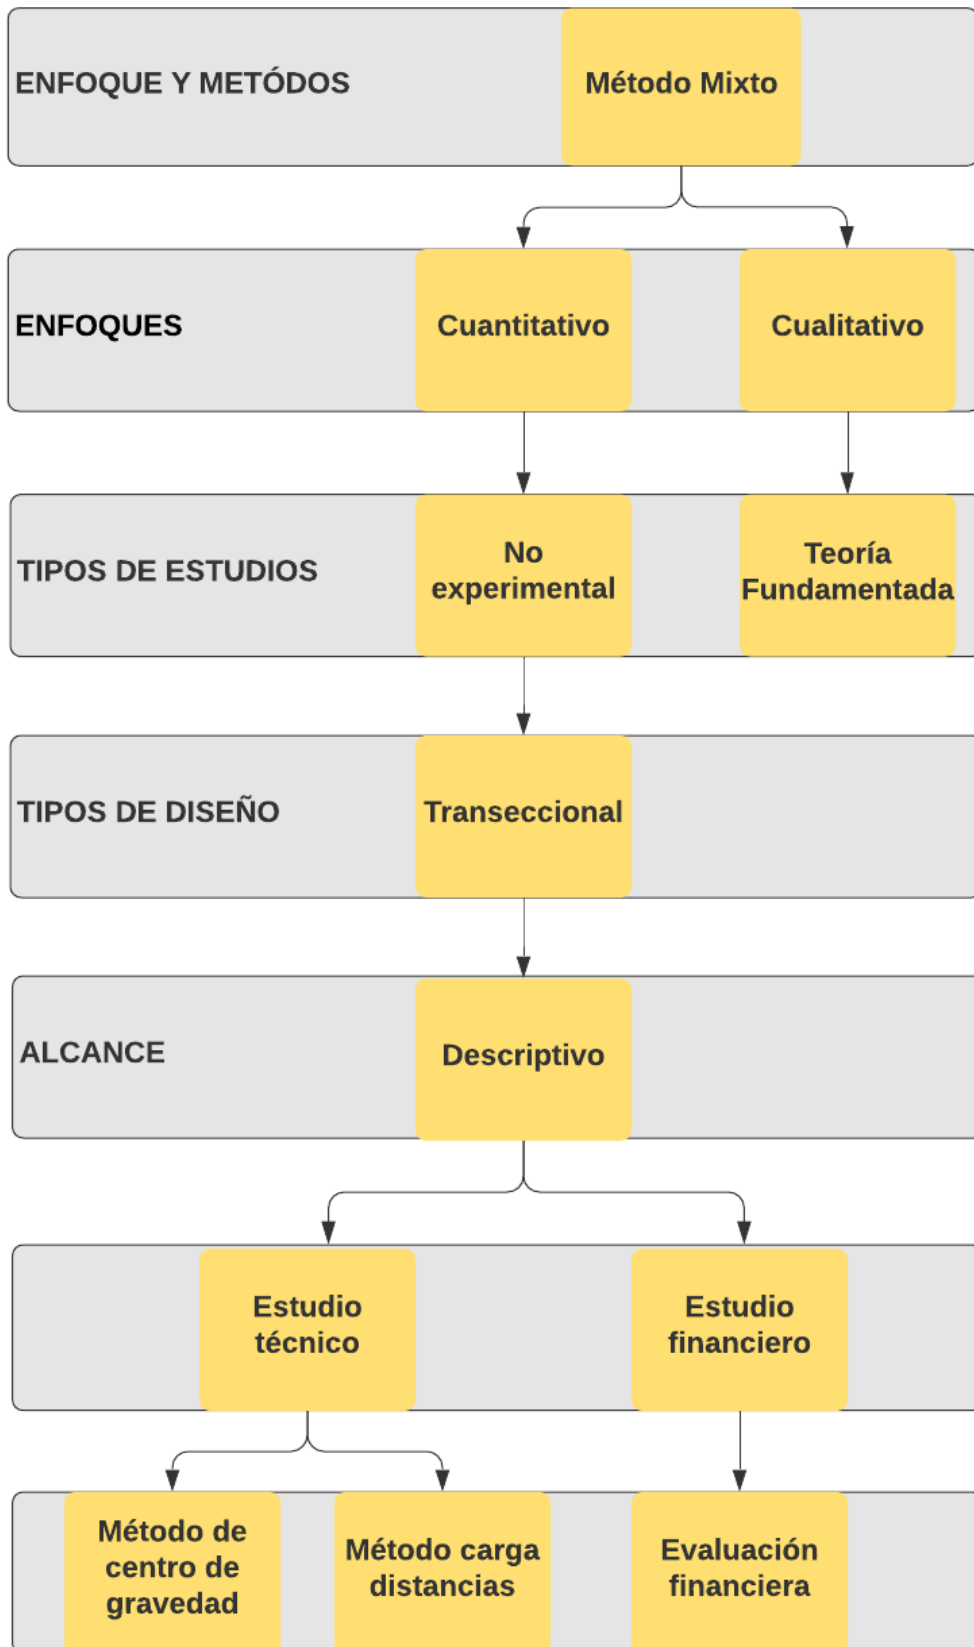 ENFOQUE Y METÓDOS
Método Mixto
ENFOQUES
Cuantitativo
Cualitativo
TIPOS DE ESTUDIOS
No
experimental
Teoría
Fundamentada
TIPOS DE DISEÑO
Transeccional
ALCANCE
Descriptivo
Estudio
técnico
Estudio
financiero
Método de
centro de
gravedad
Método carga
distancias
Evaluación
financiera